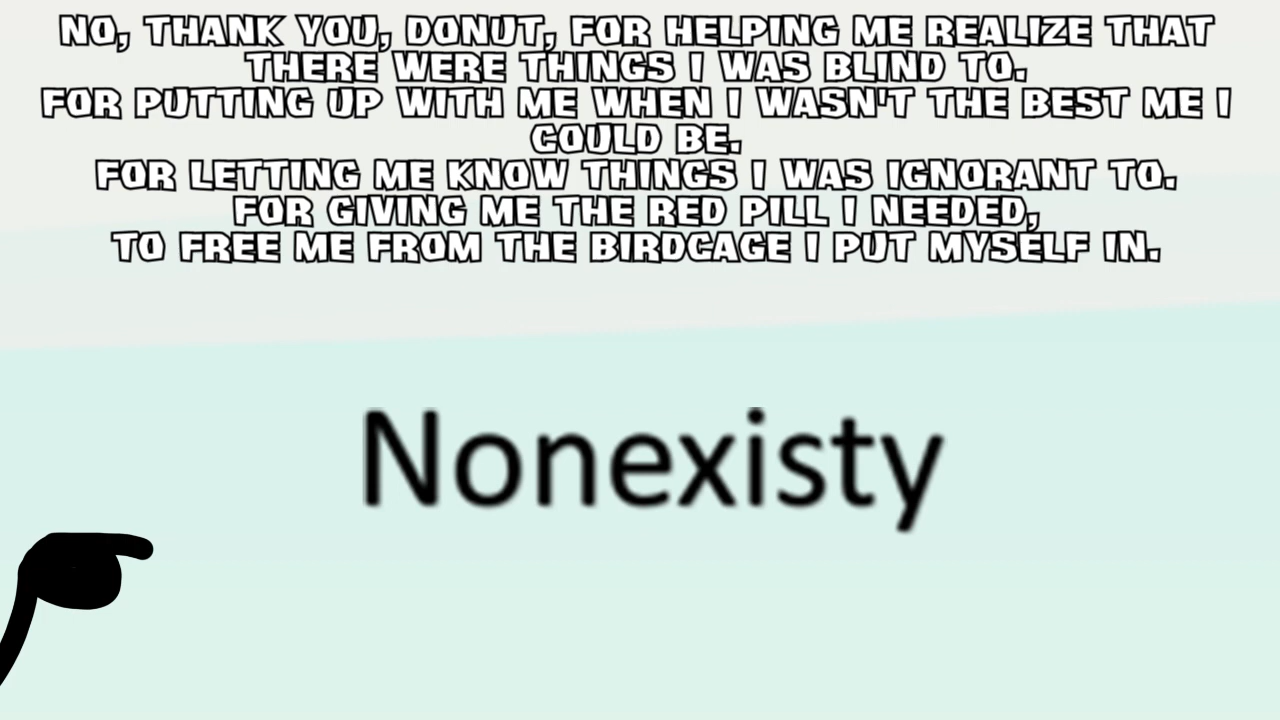 NO, THANK YOU, DONUT, FOR HELPING ME REALIZE THAT
THERE WERE THINGS I WAS BLIND TO.
FOR PUTTING UP WITH ME WHEN I WASN'T THE BEST ME I
COULD BE.
FOR LETTING ME KNOW THINGS I WAS IGNORANT TO.
FOR GIVING ME THE RED PILL I NEEDED,
TO FREE ME FROM THE BIRDCAGE I PUT MYSELF IN.
Nonexisty